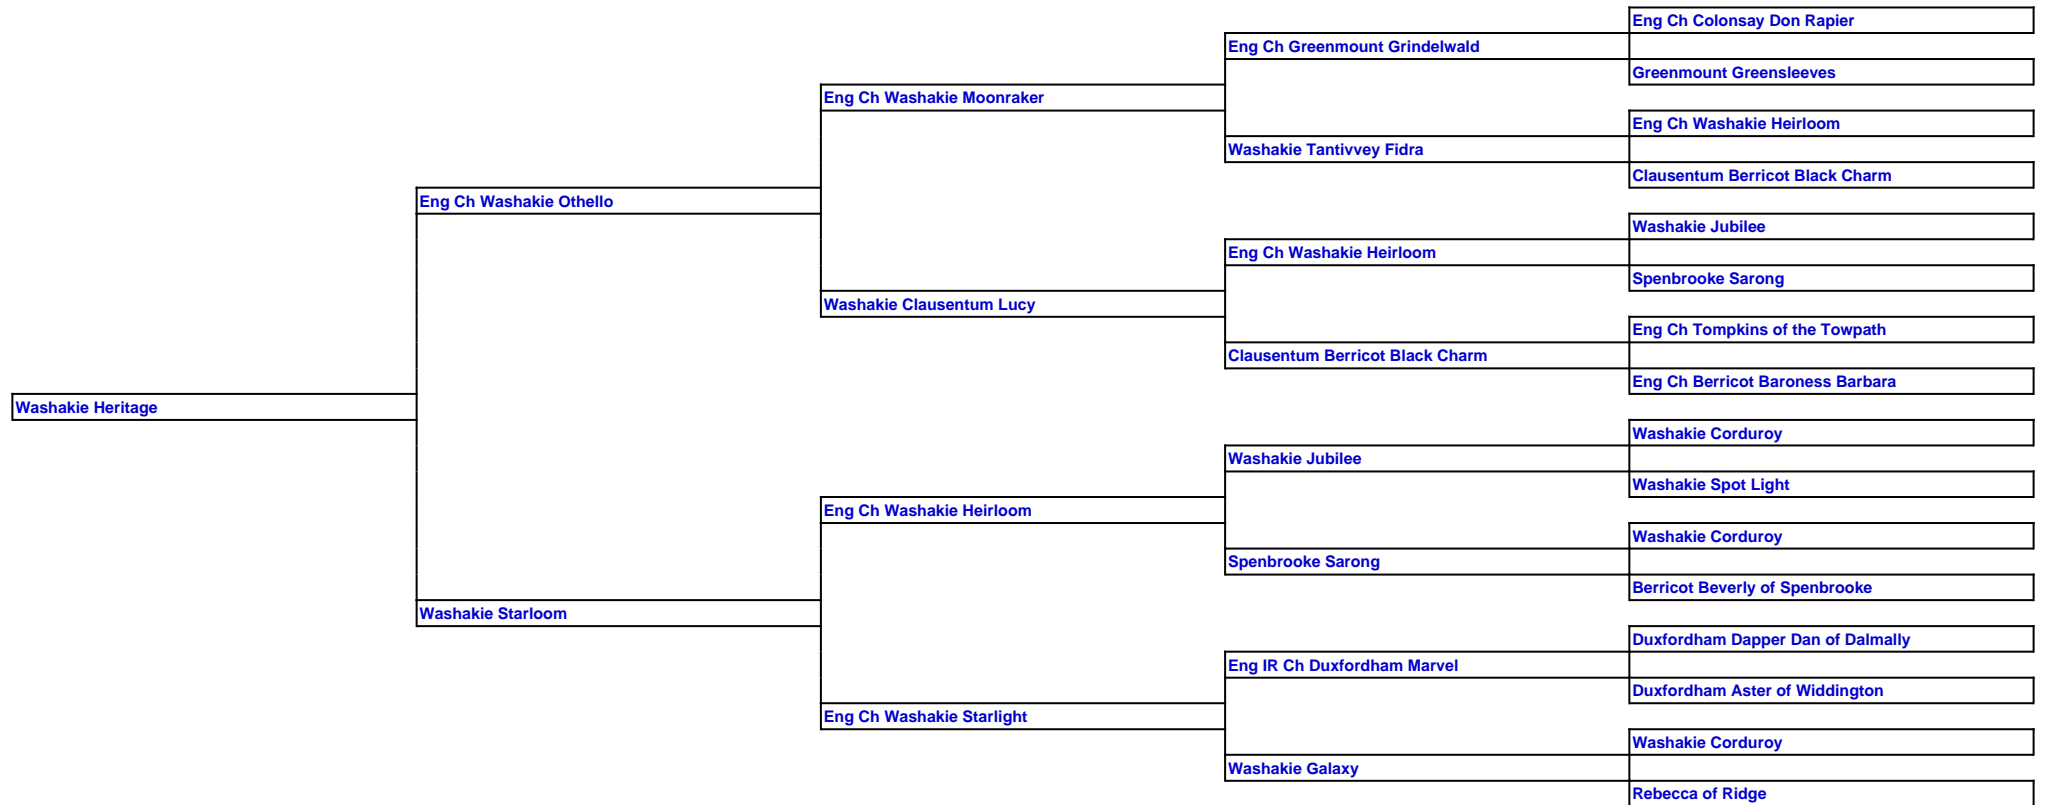 Eng Ch Colonsay Don Rapier
Eng Ch Greenmount Grindelwald
Greenmount Greensleeves
Eng Ch Washakie Moonraker
Eng Ch Washakie Heirloom
Washakie Tantivvey Fidra
Clausentum Berricot Black Charm
Eng Ch Washakie Othello
Washakie Jubilee
Eng Ch Washakie Heirloom
Spenbrooke Sarong
Washakie Clausentum Lucy
Eng Ch Tompkins of the Towpath
Clausentum Berricot Black Charm
Eng Ch Berricot Baroness Barbara
Washakie Heritage
Washakie Corduroy
Washakie Jubilee
Washakie Spot Light
Eng Ch Washakie Heirloom
Washakie Corduroy
Spenbrooke Sarong
Berricot Beverly of Spenbrooke
Washakie Starloom
Duxfordham Dapper Dan of Dalmally
Eng IR Ch Duxfordham Marvel
Duxfordham Aster of Widdington
Eng Ch Washakie Starlight
Washakie Corduroy
Washakie Galaxy
Rebecca of Ridge